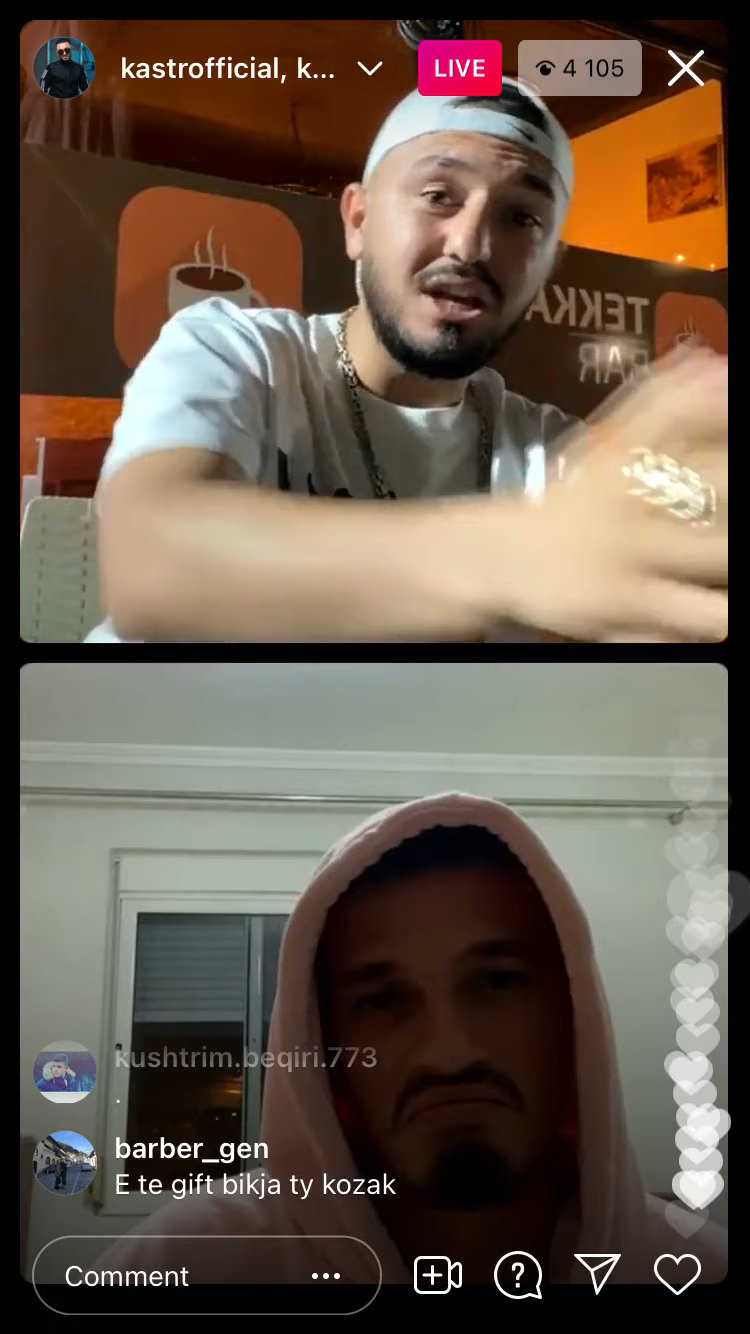 kastrofficial, k...
LIVE
4 105
TEKKA
BAR
kushtrim.beqiri.773
.
barber_gen
E te gift bikja ty kozak
Comment